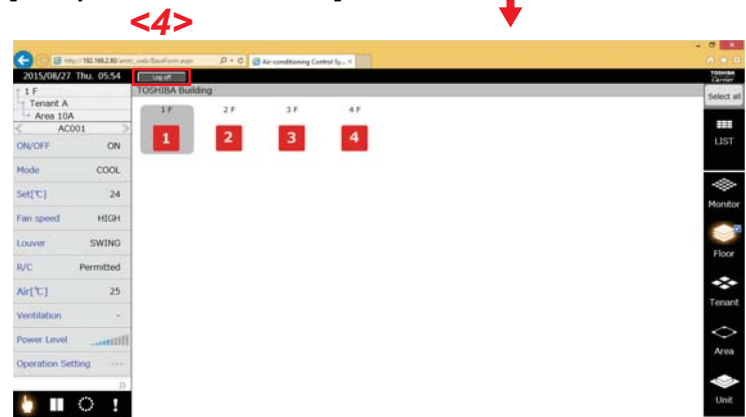 <4>
http://192.168.2.80/amtc_web/BaseForm.aspx
Air-conditioning Control Sy...
2015/08/27 Thu. 05:54
Log off
TOSHIBA
Carrier
1 F
Tenant A
Area 10A
< AC001 >
ON/OFF ON
Mode COOL
Set[℃] 24
Fan speed HIGH
Louver SWING
R/C Permitted
Air[℃] 25
Ventilation -
Power Level
Operation Setting ---
»
TOSHIBA Building
1 F 2 F 3 F 4 F
1 2 3 4
Select all
LIST
Monitor
Floor
Tenant
Area
Unit